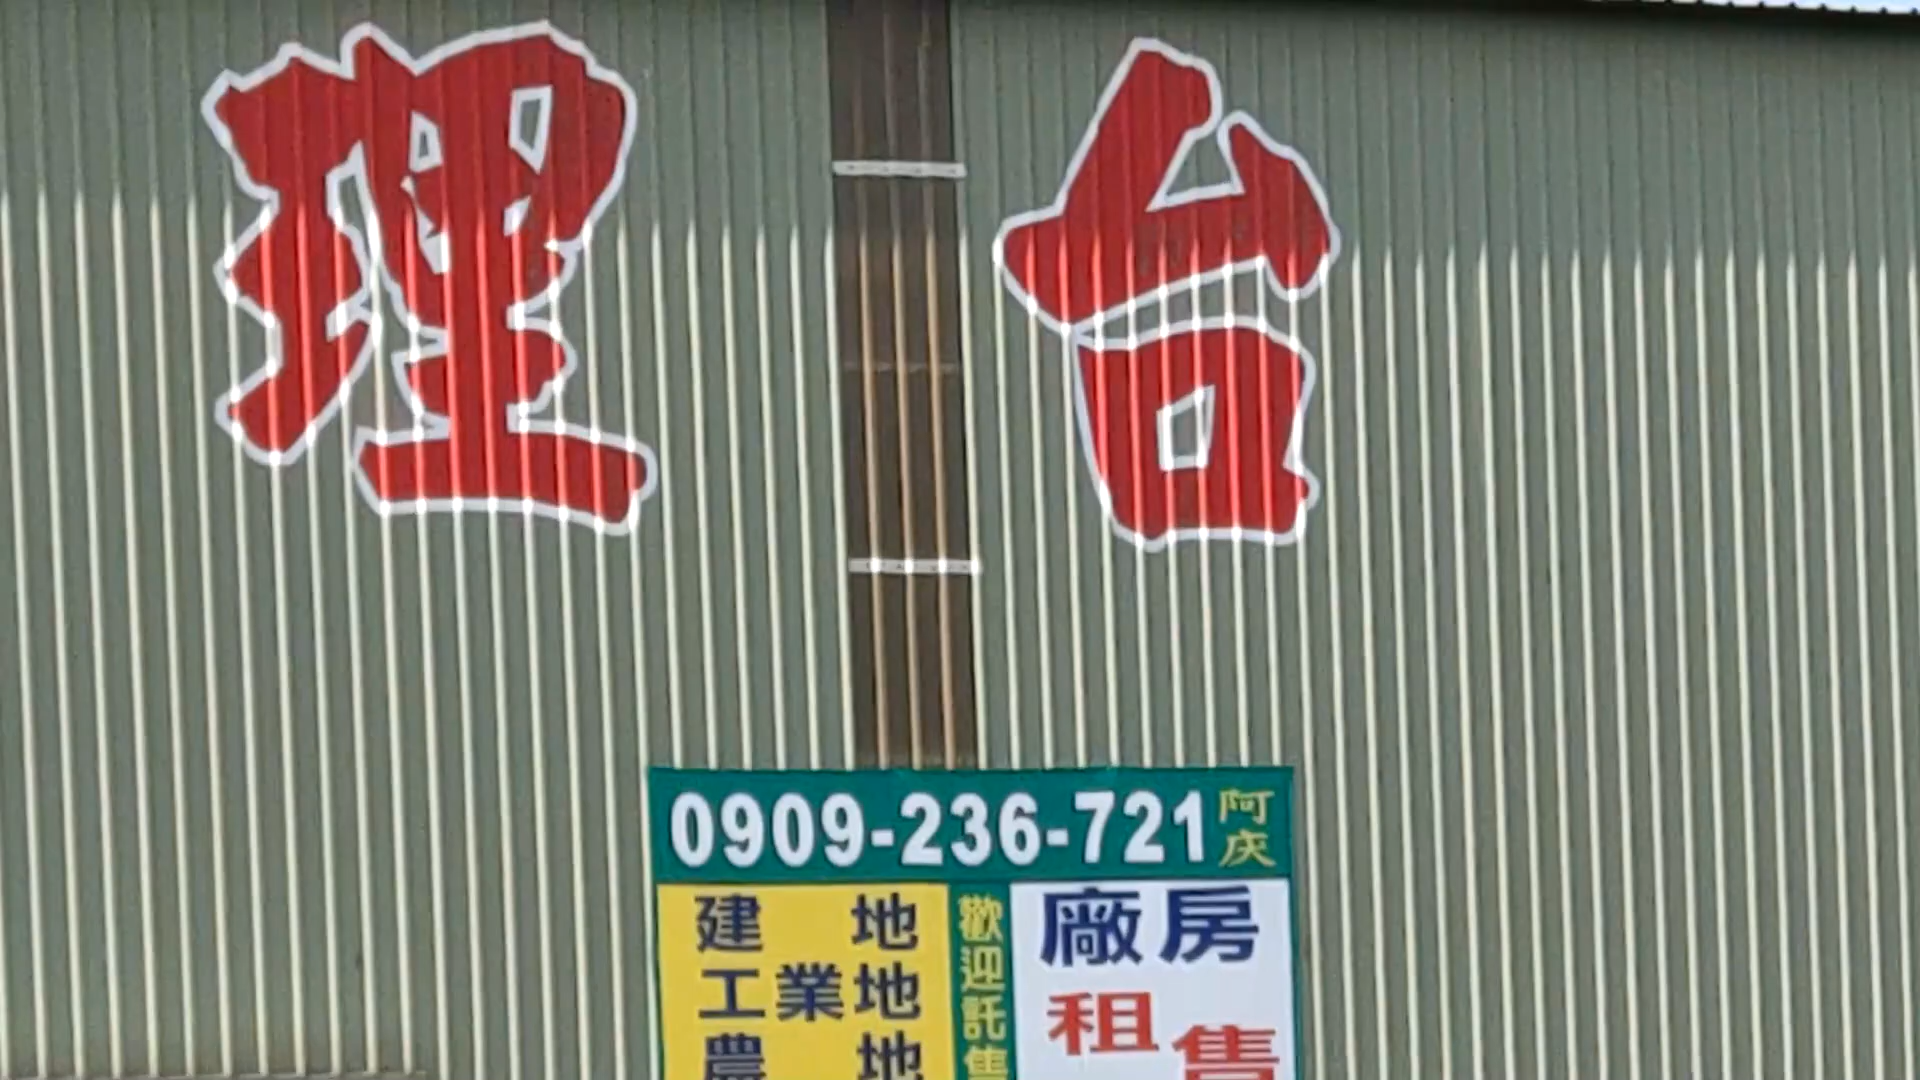 理 台
0909-236-721 阿庆
建 地
工業地
農 地
歡迎託售
廠房
租售